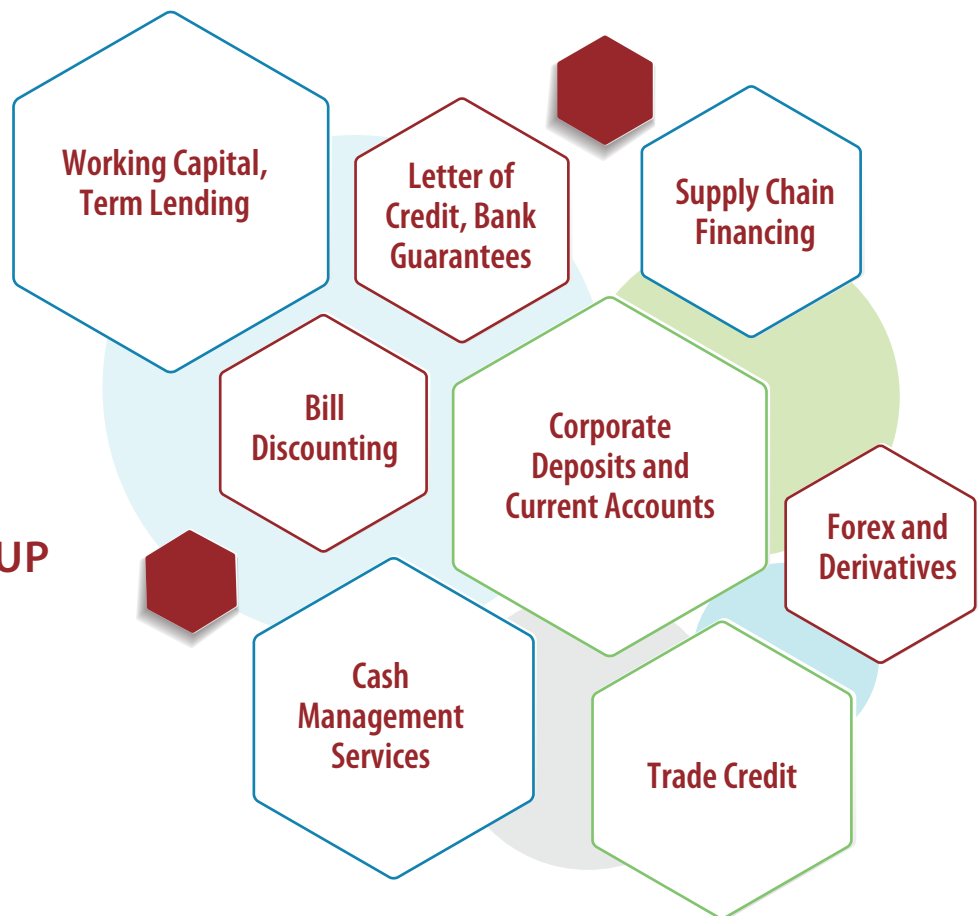 Working Capital,
Term Lending
Letter of
Credit, Bank
Guarantees
Supply Chain
Financing
Bill
Discounting
Corporate
Deposits and
Current Accounts
UP
Forex and
Derivatives
Cash
Management
Services
Trade Credit